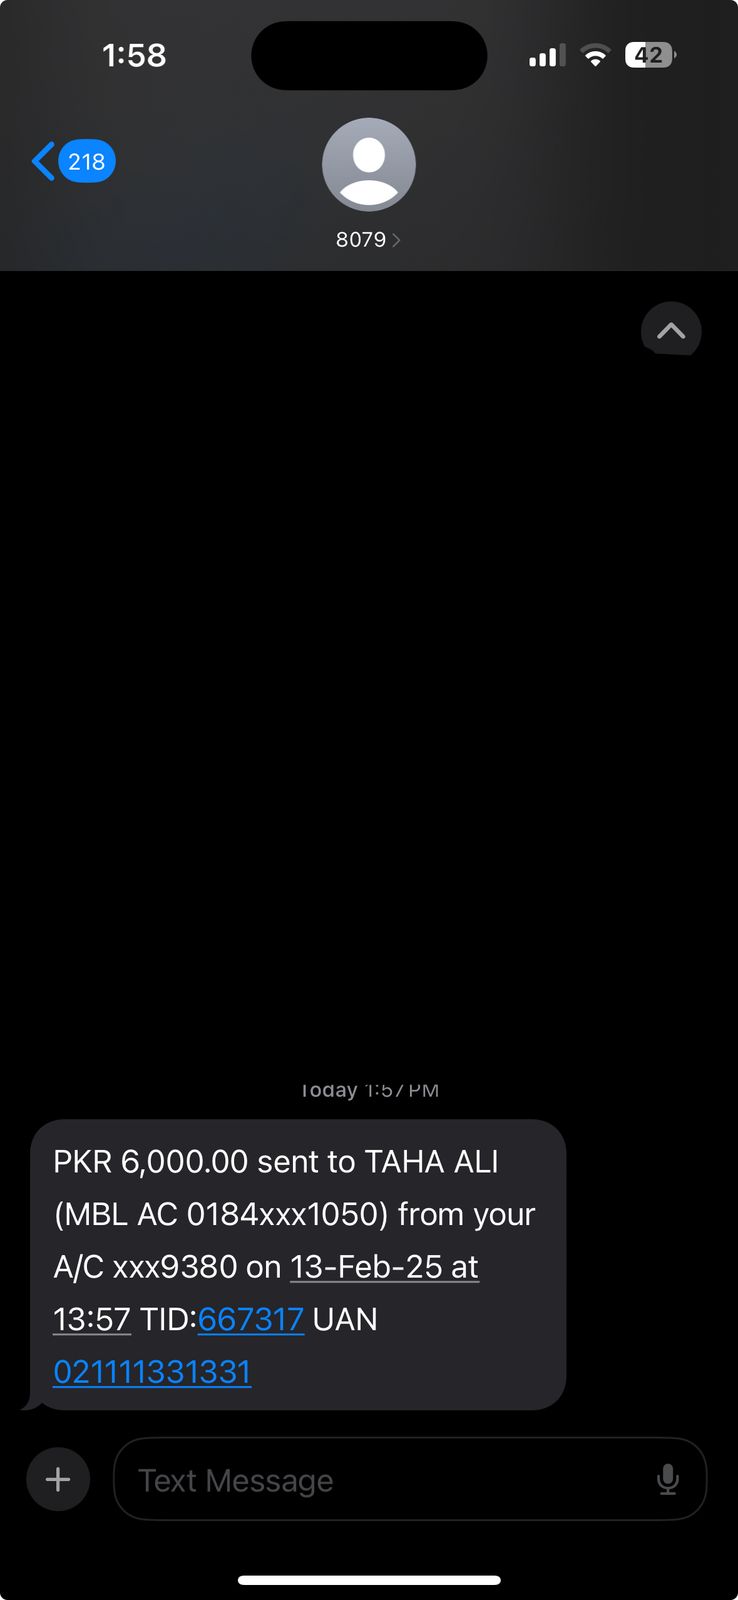 1:58
42
218
8079
Today 1:57 PM
PKR 6,000.00 sent to TAHA ALI
(MBL AC 0184xxx1050) from your
A/C xxx9380 on 13-Feb-25 at
13:57 TID:667317 UAN
021111331331
Text Message